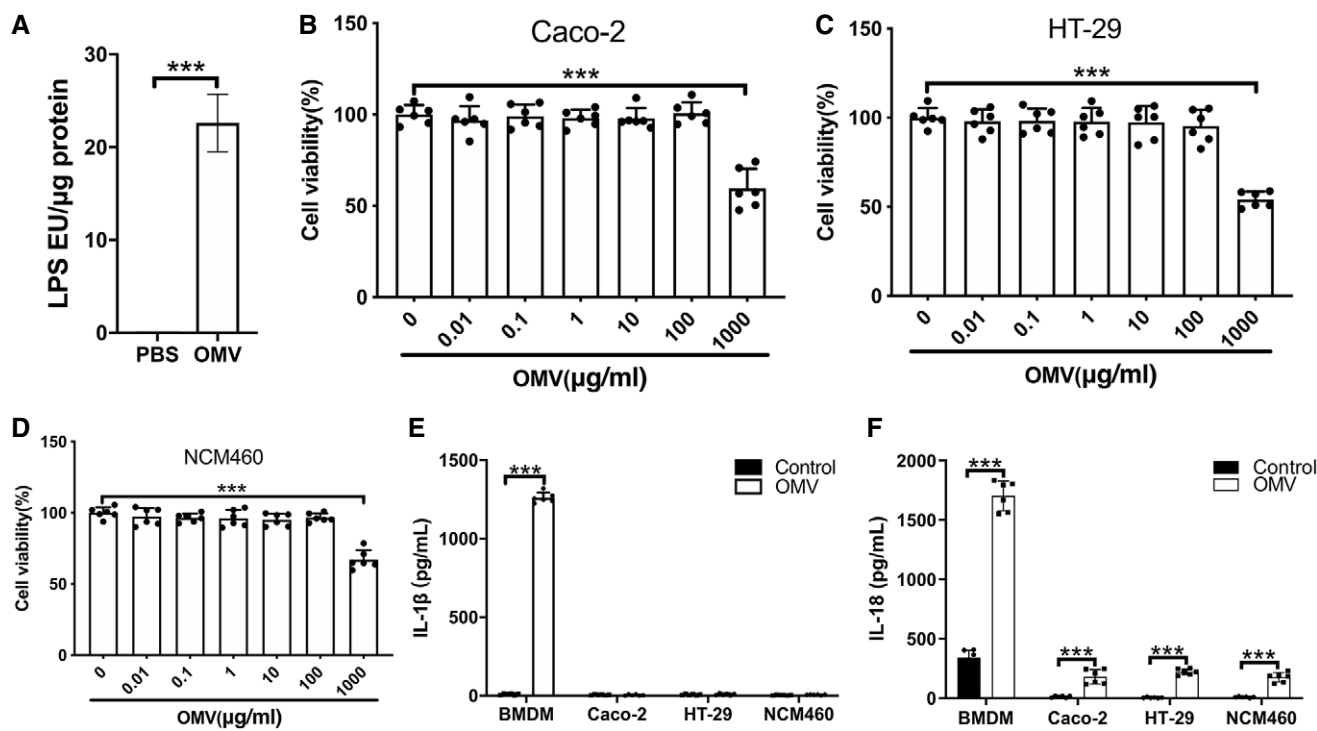 A
LPS EU/µg protein
30
20
10
0
***
PBS OMV
B
Caco-2
Cell viability(%)
150
100
50
0
***
0 0.01 0.1 1 10 100 1000
OMV(µg/ml)
C
HT-29
Cell viability(%)
150
100
50
0
***
0 0.01 0.1 1 10 100 1000
OMV(µg/ml)
D
NCM460
Cell viability(%)
150
100
50
0
***
0 0.01 0.1 1 10 100 1000
OMV(µg/ml)
E
IL-1β (pg/mL)
1500
1000
500
0
***
Control
OMV
BMDM Caco-2 HT-29 NCM460
F
IL-18 (pg/mL)
2000
1500
1000
500
0
***
***
***
***
Control
OMV
BMDM Caco-2 HT-29 NCM460